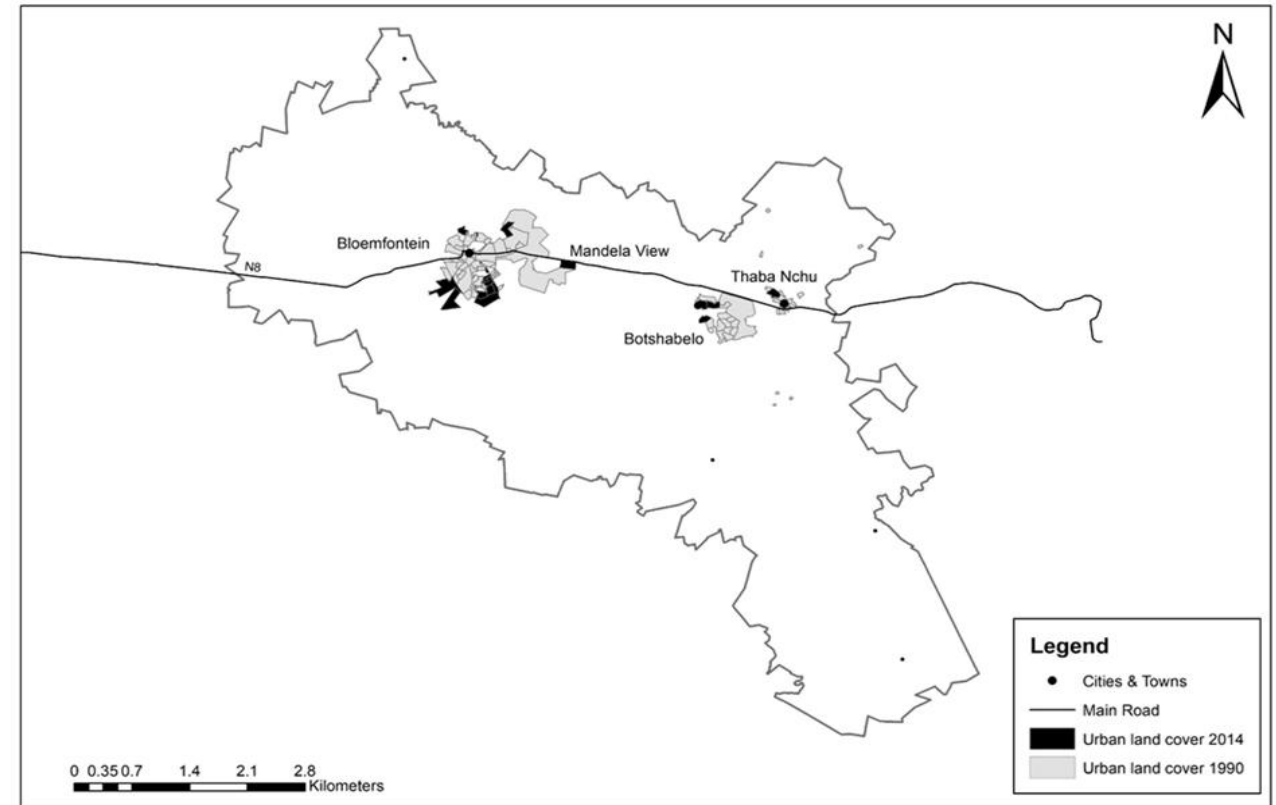 N
Bloemfontein
Mandela View
N8
Thaba Nchu
Botshabelo
Legend
Cities & Towns
Main Road
Urban land cover 2014
Urban land cover 1990
0 0.35 0.7 1.4 2.1 2.8
Kilometers